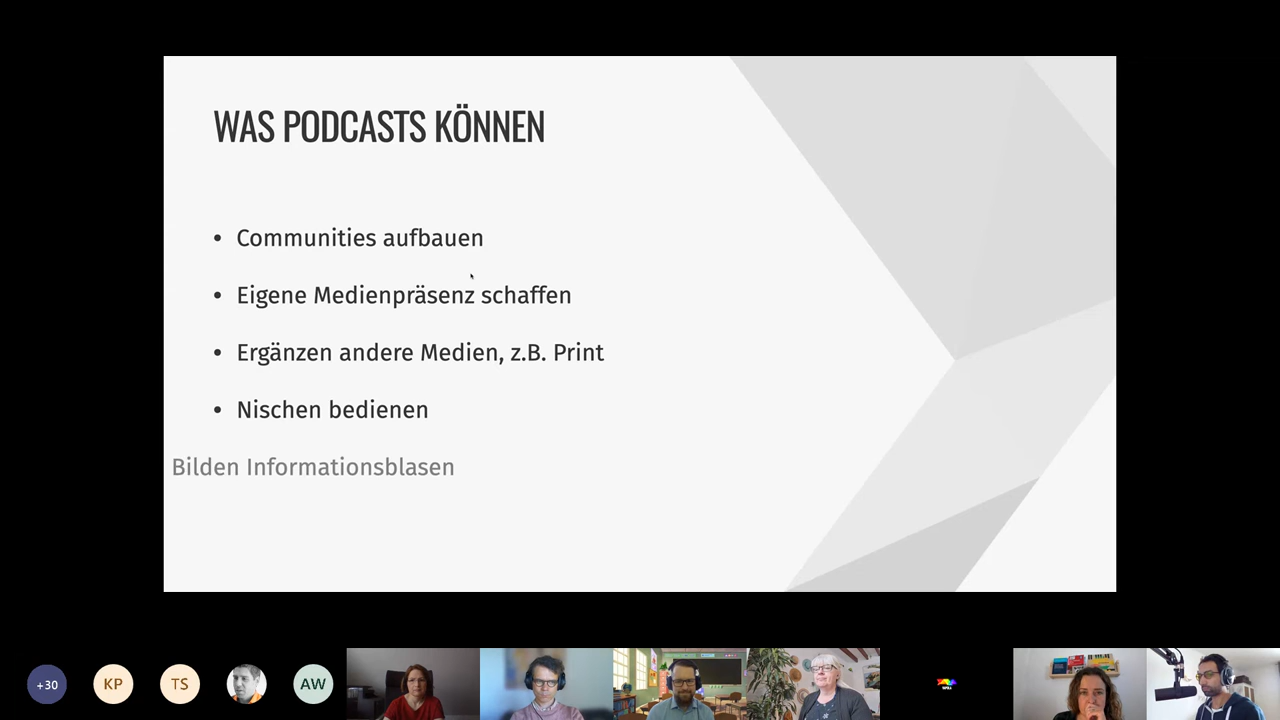 WAS PODCASTS KÖNNEN
• Communities aufbauen
• Eigene Medienpräsenz schaffen
• Ergänzen andere Medien, z.B. Print
• Nischen bedienen
Bilden Informationsblasen
+30
KP
TS
AW